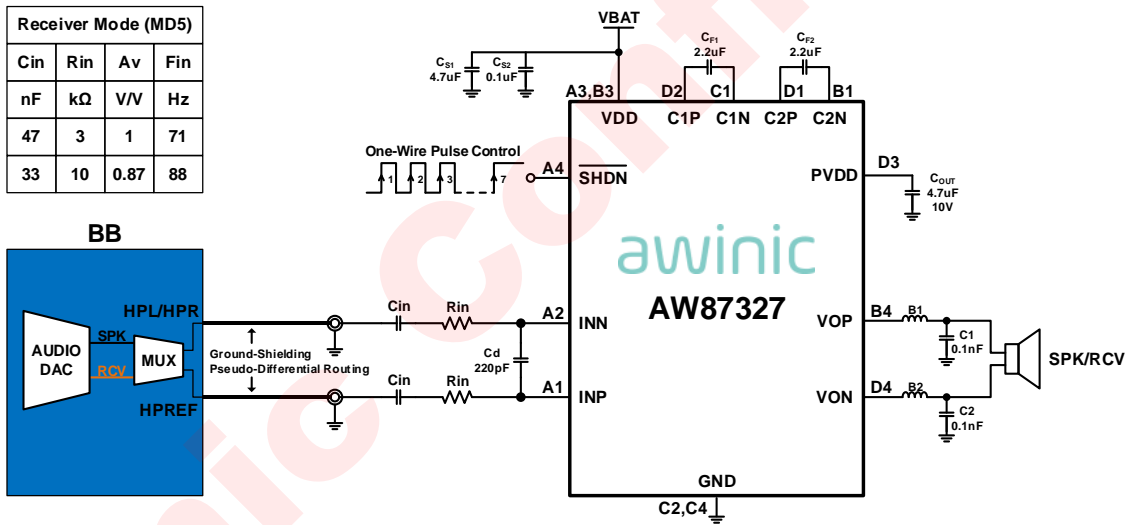 Receiver Mode (MD5)
Cin Rin Av Fin
nF kΩ V/V Hz
47 3 1 71
33 10 0.87 88
VBAT
CS1
4.7uF
CS2
0.1uF
CF1
2.2uF
CF2
2.2uF
A3,B3 D2 C1 D1 B1
VDD C1P C1N C2P C2N
One-Wire Pulse Control
1 2 3 7
A4
SHDN
PVDD
D3
COUT
4.7uF
10V
awinic
AW87327
BB
AUDIO
DAC
SPK
RCV
MUX
HPL/HPR
HPREF
Ground-Shielding
Pseudo-Differential Routing
Cin Rin
A2
INN
Cd
220pF
Cin Rin
A1
INP
VOP
B4
B1
C1
0.1nF
VON
D4
B2
C2
0.1nF
SPK/RCV
GND
C2,C4
nic Confi